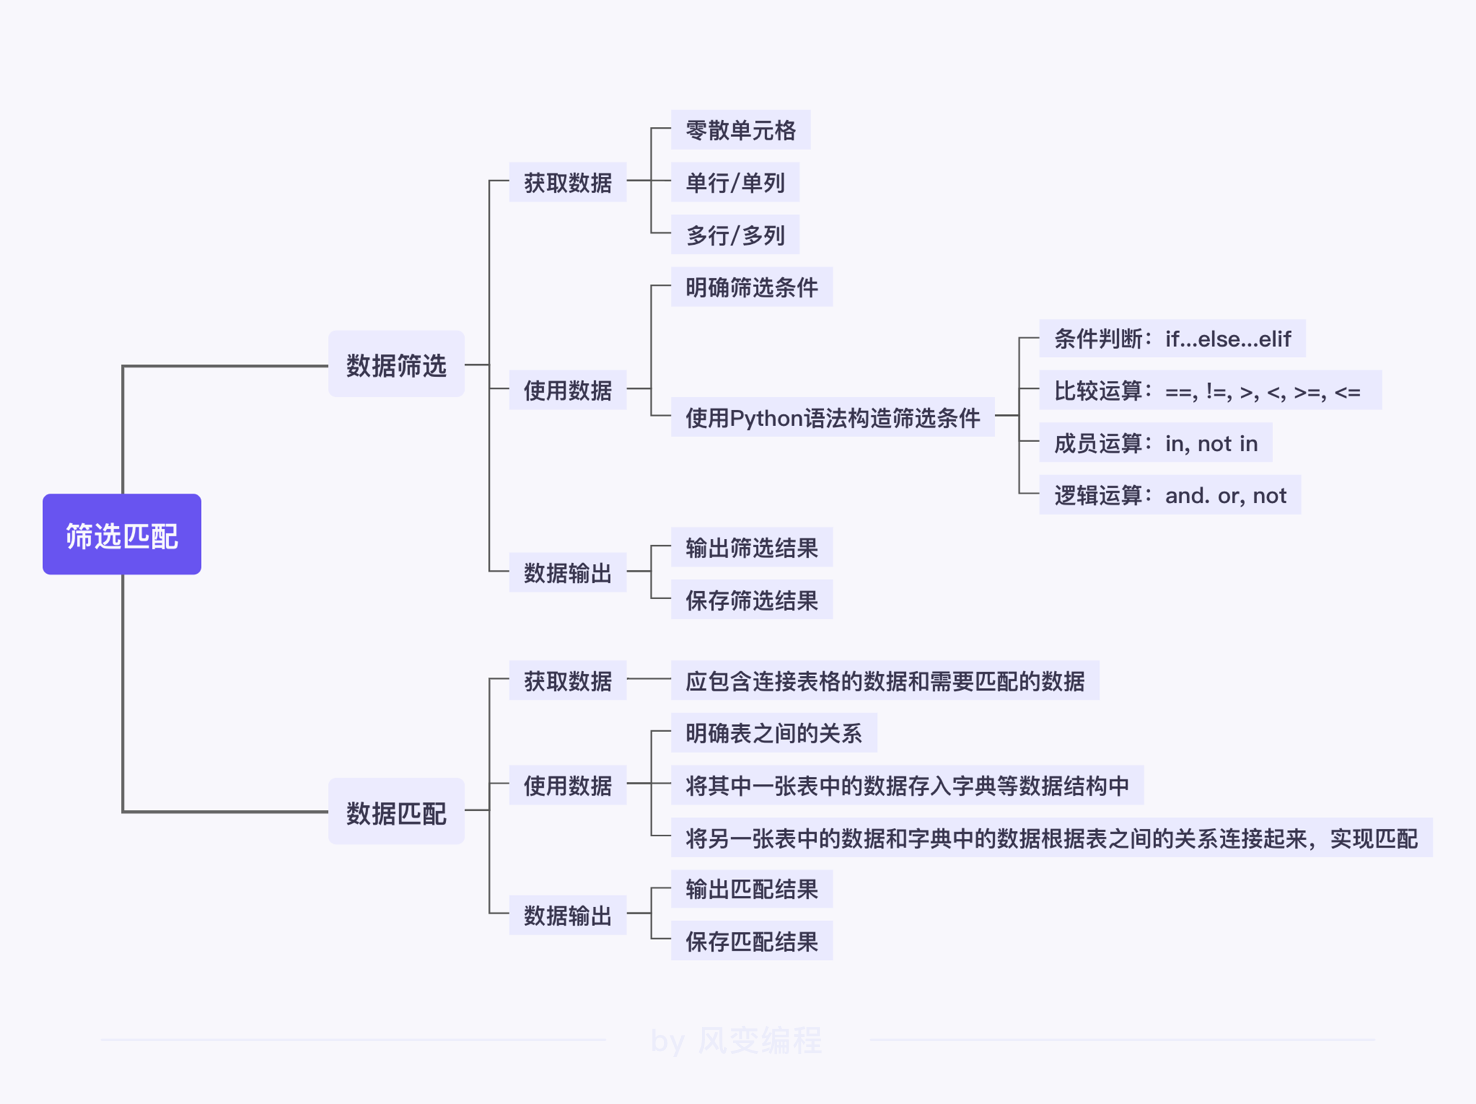 筛选匹配
数据筛选
获取数据
零散单元格
单行/单列
多行/多列
使用数据
明确筛选条件
使用Python语法构造筛选条件
条件判断：if...else...elif
比较运算：==, !=, >, <, >=, <=
成员运算：in, not in
逻辑运算：and. or, not
数据输出
输出筛选结果
保存筛选结果
数据匹配
获取数据
应包含连接表格的数据和需要匹配的数据
使用数据
明确表之间的关系
将其中一张表中的数据存入字典等数据结构中
将另一张表中的数据和字典中的数据根据表之间的关系连接起来，实现匹配
数据输出
输出匹配结果
保存匹配结果
by 风变编程